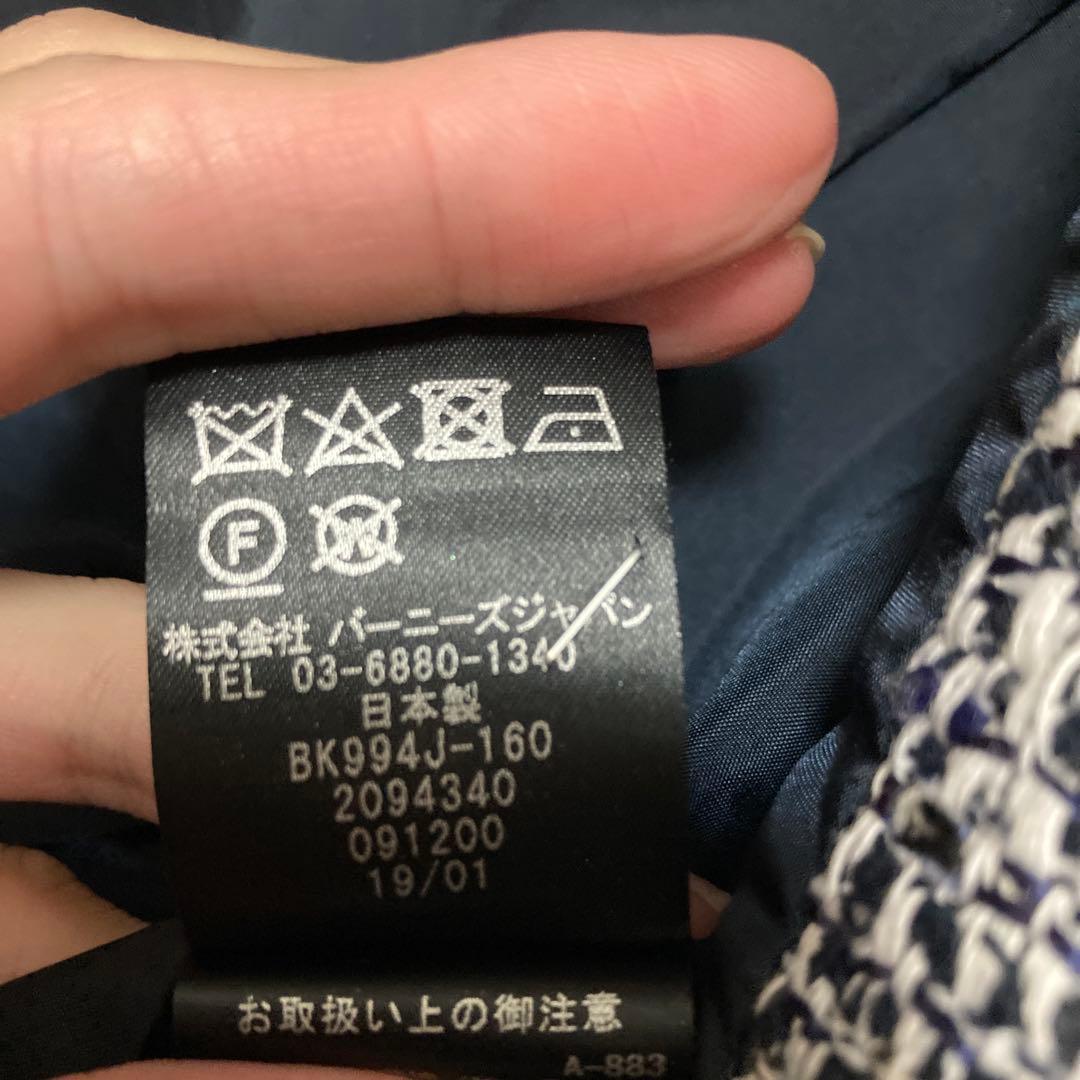 F W
株式会社 バーニーズジャパン
TEL 03-6880-1340
日本製
BK994J-160
2094340
091200
19/01
お取扱い上の御注意
A-883